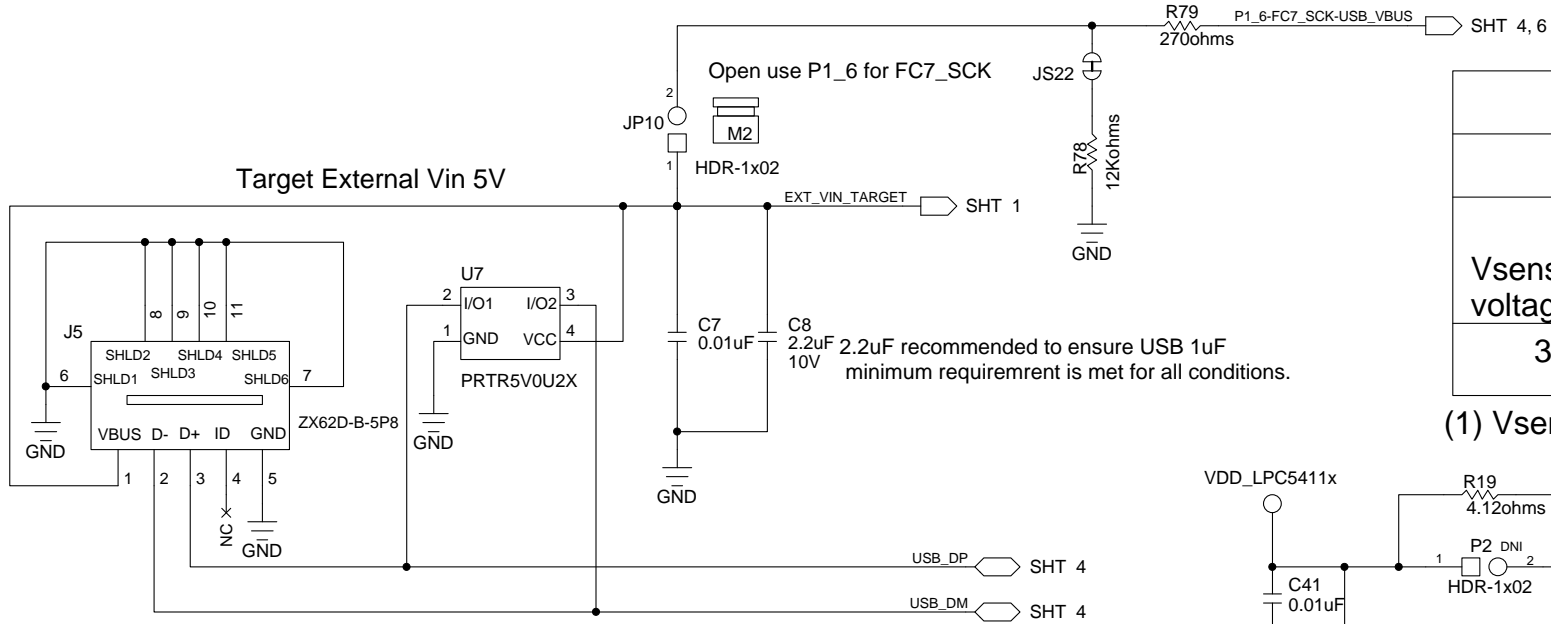 R79
270ohms
P1_6-FC7_SCK-USB_VBUS
SHT 4, 6
Open use P1_6 for FC7_SCK
JS22
2
JP10
M2
1
HDR-1x02
R78
12Kohms
GND
Target External Vin 5V
EXT_VIN_TARGET
SHT 1
Vsens
voltag
3
(1) Vser
U7
2 I/O1 I/O2 3
1 GND VCC 4
PRTR5V0U2X
GND
C7
0.01uF
C8
2.2uF
10V
2.2uF recommended to ensure USB 1uF
minimum requiremrent is met for all conditions.
GND
8 9 10 11
J5
SHLD2 SHLD4 SHLD5
SHLD3
6 SHLD1 SHLD6 7
ZX62D-B-5P8
GND
VBUS D- D+ ID GND
1 2 3 4 5
NC
GND
VDD_LPC5411x
R19
4.12ohms
P2 DNI
1 2
HDR-1x02
C41
0.01uF
USB_DP
SHT 4
USB_DM
SHT 4